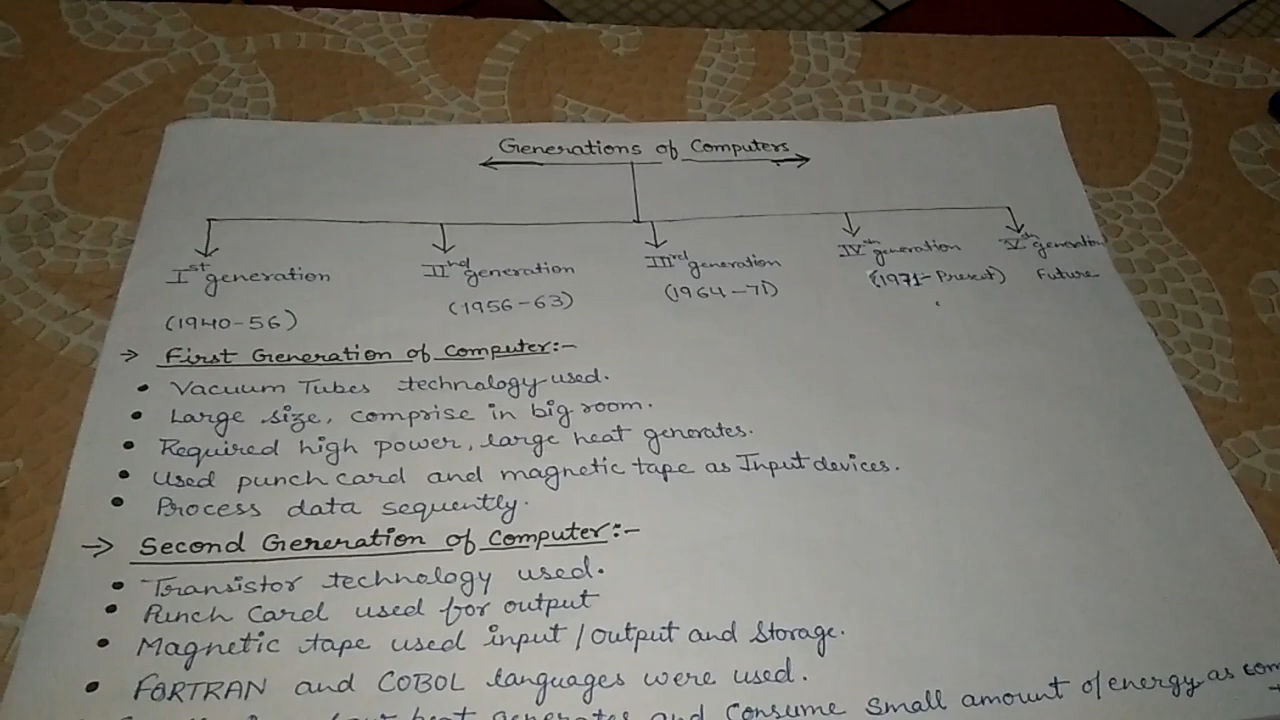 Generations of Computers
Ist generation
IInd generation
IIIrd generation
IVth generation
Vth generation
(1940-56)
(1956-63)
(1964-71)
(1971-Present)
Future
→ First Generation of Computer:-
• Vacuum Tubes technology used.
• Large size, comprise in big room.
• Required high power, large heat generates.
• Used punch card and magnetic tape as Input devices.
• Process data sequently.
→ Second Generation of Computer:-
• Transistor technology used.
• Punch Card used for output
• Magnetic tape used input / output and Storage.
• FORTRAN and COBOL languages were used.
heat generates and consume small amount of energy as com